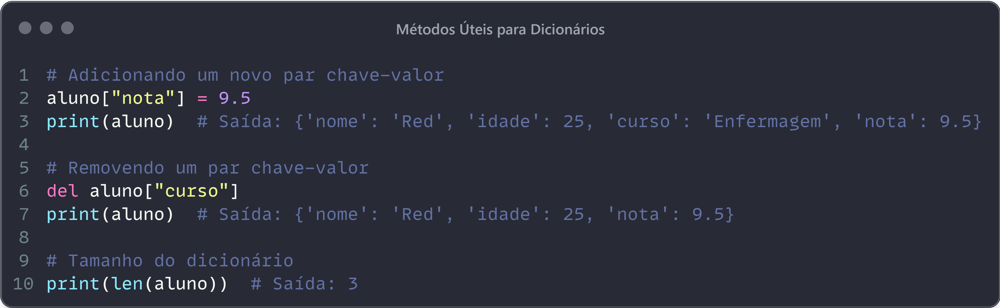 Métodos Úteis para Dicionários
1 # Adicionando um novo par chave-valor
2 aluno["nota"] = 9.5
3 print(aluno)  # Saída: {'nome': 'Red', 'idade': 25, 'curso': 'Enfermagem', 'nota': 9.5}
4
5 # Removendo um par chave-valor
6 del aluno["curso"]
7 print(aluno)  # Saída: {'nome': 'Red', 'idade': 25, 'nota': 9.5}
8
9 # Tamanho do dicionário
10 print(len(aluno))  # Saída: 3